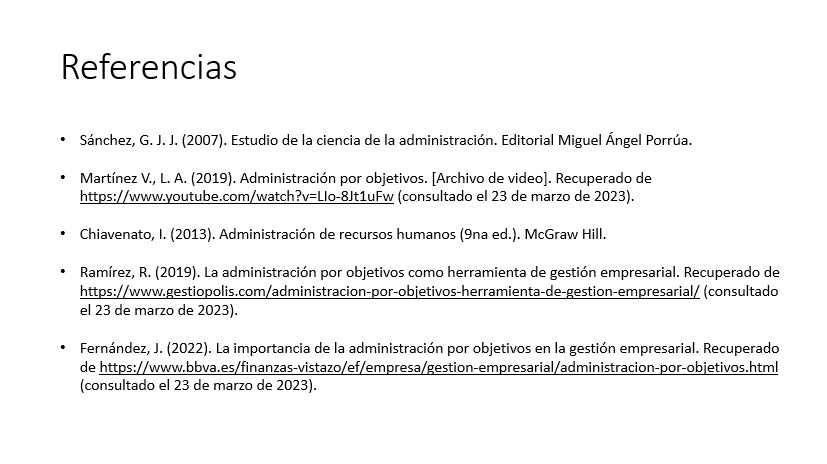 Referencias
• Sánchez, G. J. J. (2007). Estudio de la ciencia de la administración. Editorial Miguel Ángel Porrúa.
• Martínez V., L. A. (2019). Administración por objetivos. [Archivo de video]. Recuperado de
https://www.youtube.com/watch?v=LIo-8Jt1uFw (consultado el 23 de marzo de 2023).
• Chiavenato, I. (2013). Administración de recursos humanos (9na ed.). McGraw Hill.
• Ramírez, R. (2019). La administración por objetivos como herramienta de gestión empresarial. Recuperado de
https://www.gestiopolis.com/administracion-por-objetivos-herramienta-de-gestion-empresarial/ (consultado
el 23 de marzo de 2023).
• Fernández, J. (2022). La importancia de la administración por objetivos en la gestión empresarial. Recuperado
de https://www.bbva.es/finanzas-vistazo/ef/empresa/gestion-empresarial/administracion-por-objetivos.html
(consultado el 23 de marzo de 2023).